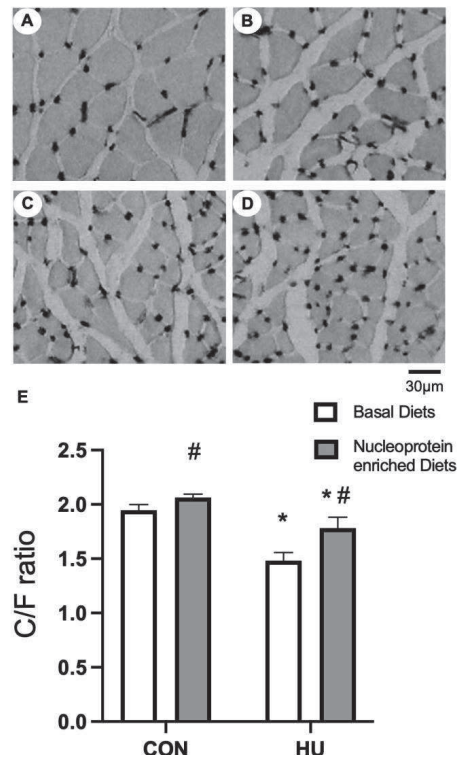 A
B
C
D
30μm
E
Basal Diets
Nucleoprotein
enriched Diets
2.5
2.0
1.5
1.0
0.5
0.0
C/F ratio
#
*
* #
CON
HU